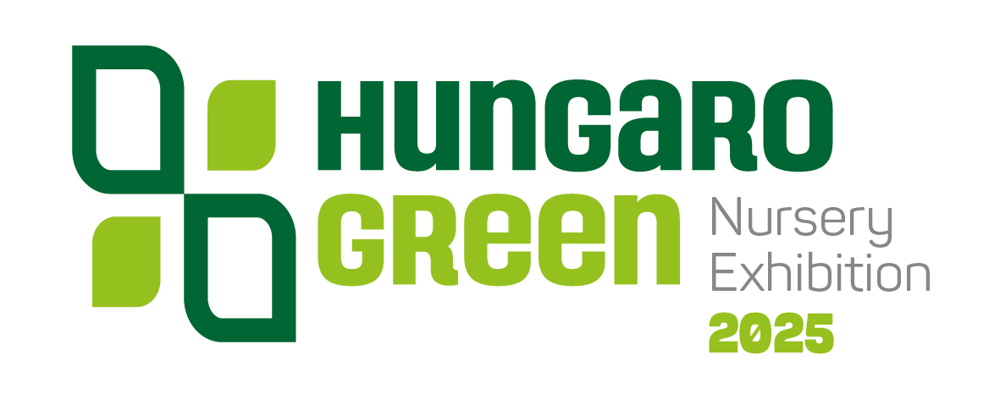 HUNGARO
GREEN
Nursery
Exhibition
2025